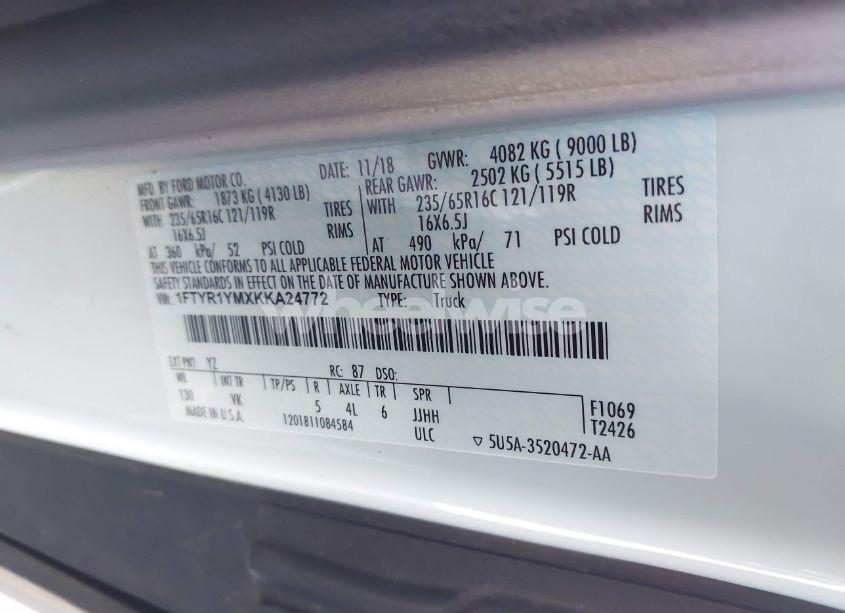 MFD BY FORD MOTOR CO.
DATE: 11/18 GVWR: 4082 KG ( 9000 LB)
FRONT GAWR: 1873 KG ( 4130 LB) REAR GAWR: 2502 KG ( 5515 LB)
WITH 235/65R16C 121/119R TIRES WITH 235/65R16C 121/119R TIRES
16X6.5J RIMS 16X6.5J RIMS
AT 360 kPa/ 52 PSI COLD AT 490 kPa/ 71 PSI COLD
THIS VEHICLE CONFORMS TO ALL APPLICABLE FEDERAL MOTOR VEHICLE
SAFETY STANDARDS IN EFFECT ON THE DATE OF MANUFACTURE SHOWN ABOVE.
VIN: 1FTYR1YMXKKA24772 TYPE: Truck
wheelwise
EXT PNT: YZ RC: 87 DSO:
WB INT TR TP/PS R AXLE TR SPR
130 VK 5 4L 6 JJHH F1069
MADE IN U.S.A. 1201811084584 ULC T2426
▽ 5U5A-3520472-AA